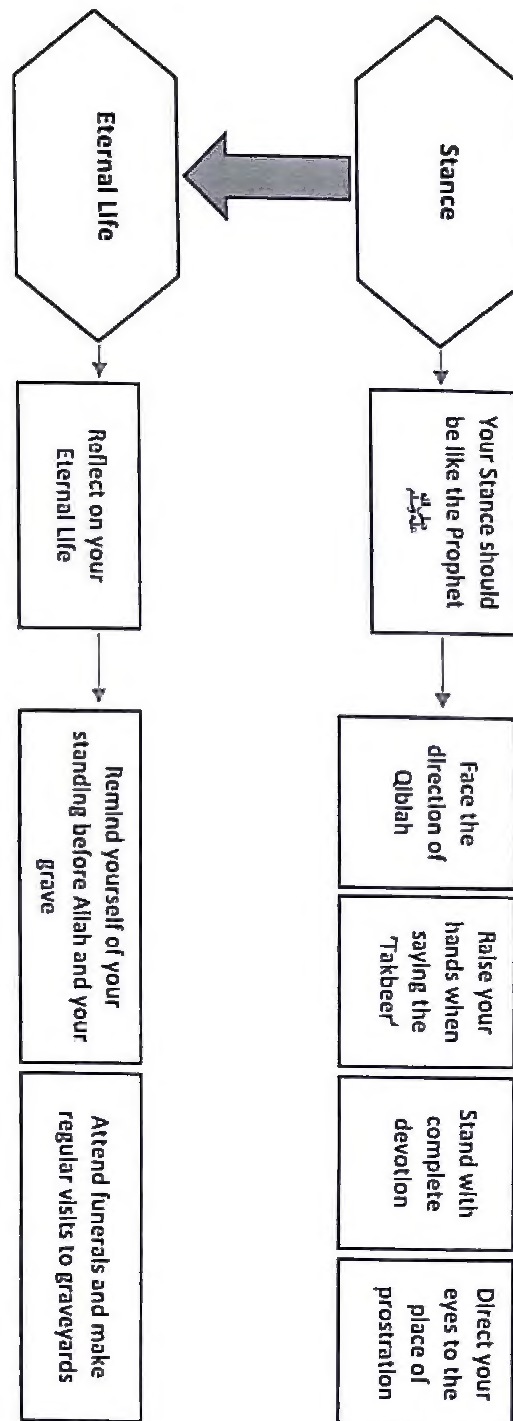 Stance
Your Stance should
be like the Prophet
ﷺ
Face the
direction of
Qiblah
Raise your
hands when
saying the
'Takbeer'
Stand with
complete
devotion
Direct your
eyes to the
place of
prostration
Eternal Life
Reflect on your
Eternal Life
Remind yourself of your
standing before Allah and your
grave
Attend funerals and make
regular visits to graveyards